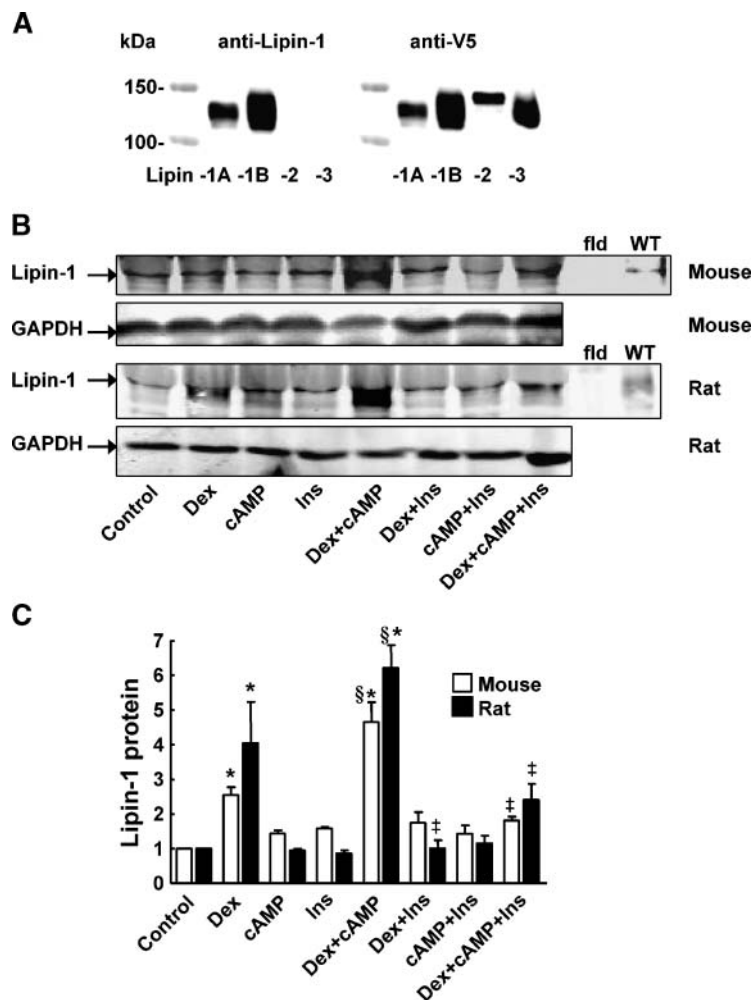 A
kDa anti-Lipin-1 anti-V5
150-
100-
Lipin -1A -1B -2 -3 -1A -1B -2 -3
B
fld WT
Lipin-1 Mouse
GAPDH Mouse
fld WT
Lipin-1 Rat
GAPDH Rat
Control Dex cAMP Ins Dex+cAMP Dex+Ins cAMP+Ins Dex+cAMP+Ins
C
Lipin-1 protein
7
6
5
4
3
2
1
0
* * §* §* ‡ ‡ ‡
Mouse
Rat
Control Dex cAMP Ins Dex+cAMP Dex+Ins cAMP+Ins Dex+cAMP+Ins